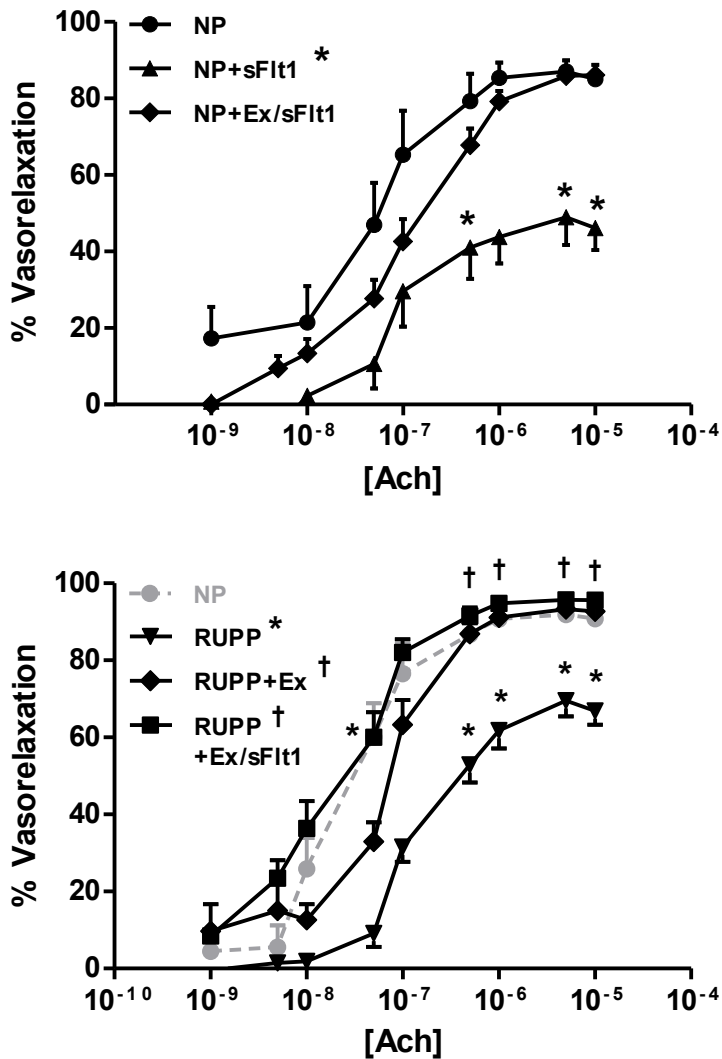 100
80
60
40
20
0
% Vasorelaxation
NP
NP+sFlt1 *
NP+Ex/sFlt1
* * *
10-9 10-8 10-7 10-6 10-5 10-4
[Ach]
100
80
60
40
20
0
% Vasorelaxation
NP
RUPP *
RUPP+Ex †
RUPP †
+Ex/sFlt1
† † † †
* * * * *
10-10 10-9 10-8 10-7 10-6 10-5 10-4
[Ach]